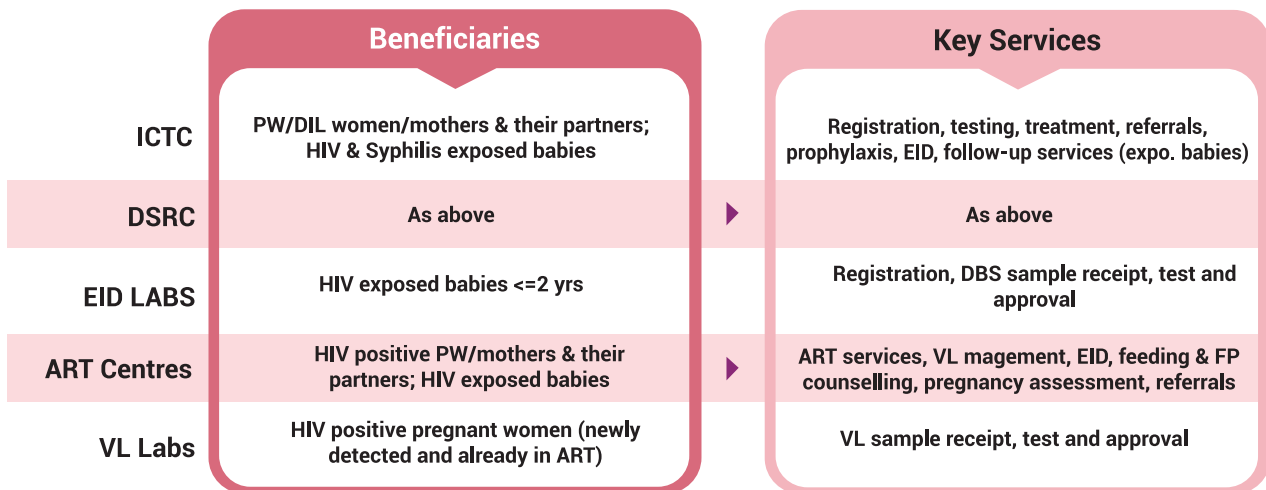 Beneficiaries
Key Services
ICTC
PW/DIL women/mothers & their partners;
HIV & Syphilis exposed babies
Registration, testing, treatment, referrals,
prophylaxis, EID, follow-up services (expo. babies)
DSRC
As above
As above
EID LABS
HIV exposed babies <=2 yrs
Registration, DBS sample receipt, test and
approval
ART Centres
HIV positive PW/mothers & their
partners; HIV exposed babies
ART services, VL magement, EID, feeding & FP
counselling, pregnancy assessment, referrals
VL Labs
HIV positive pregnant women (newly
detected and already in ART)
VL sample receipt, test and approval